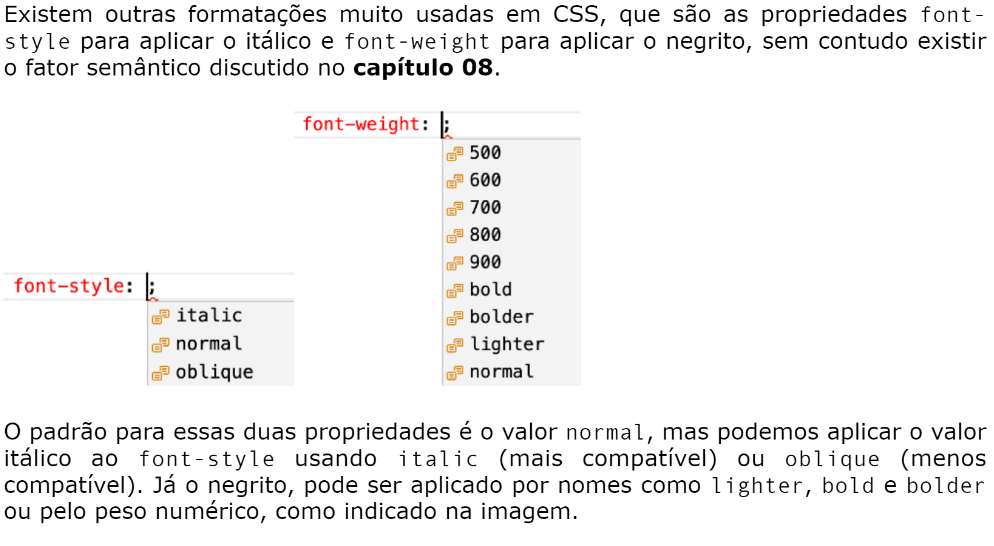 Existem outras formatações muito usadas em CSS, que são as propriedades font-
style para aplicar o itálico e font-weight para aplicar o negrito, sem contudo existir
o fator semântico discutido no capítulo 08.
font-weight: ;
500
600
700
800
900
bold
bolder
lighter
normal
font-style: ;
italic
normal
oblique
O padrão para essas duas propriedades é o valor normal, mas podemos aplicar o valor
itálico ao font-style usando italic (mais compatível) ou oblique (menos
compatível). Já o negrito, pode ser aplicado por nomes como lighter, bold e bolder
ou pelo peso numérico, como indicado na imagem.